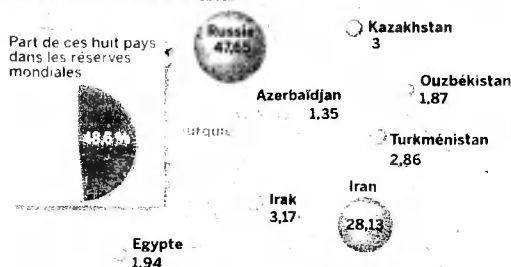 Part de ces huit pays
dans les réserves
mondiales
48,6 %
Russie
47,65
Kazakhstan
3
Ouzbékistan
1,87
Azerbaïdjan
1,35
Turkménistan
2,86
Irak
3,17
Iran
28,13
Egypte
1,94